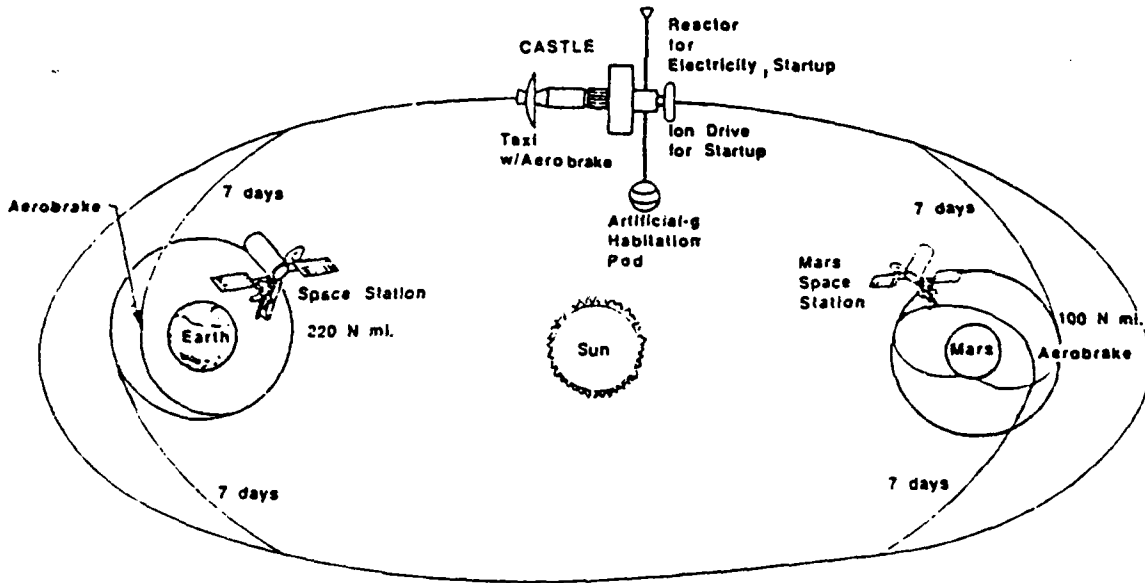 Reactor
for
Electricity, Startup
CASTLE
Taxi
w/Aerobrake
Ion Drive
for Startup
Artificial-g
Habitation
Pod
7 days
Aerobrake
Space Station
Earth
220 N mi.
Sun
7 days
Mars
Space
Station
100 N mi.
Mars
Aerobrake
7 days
7 days